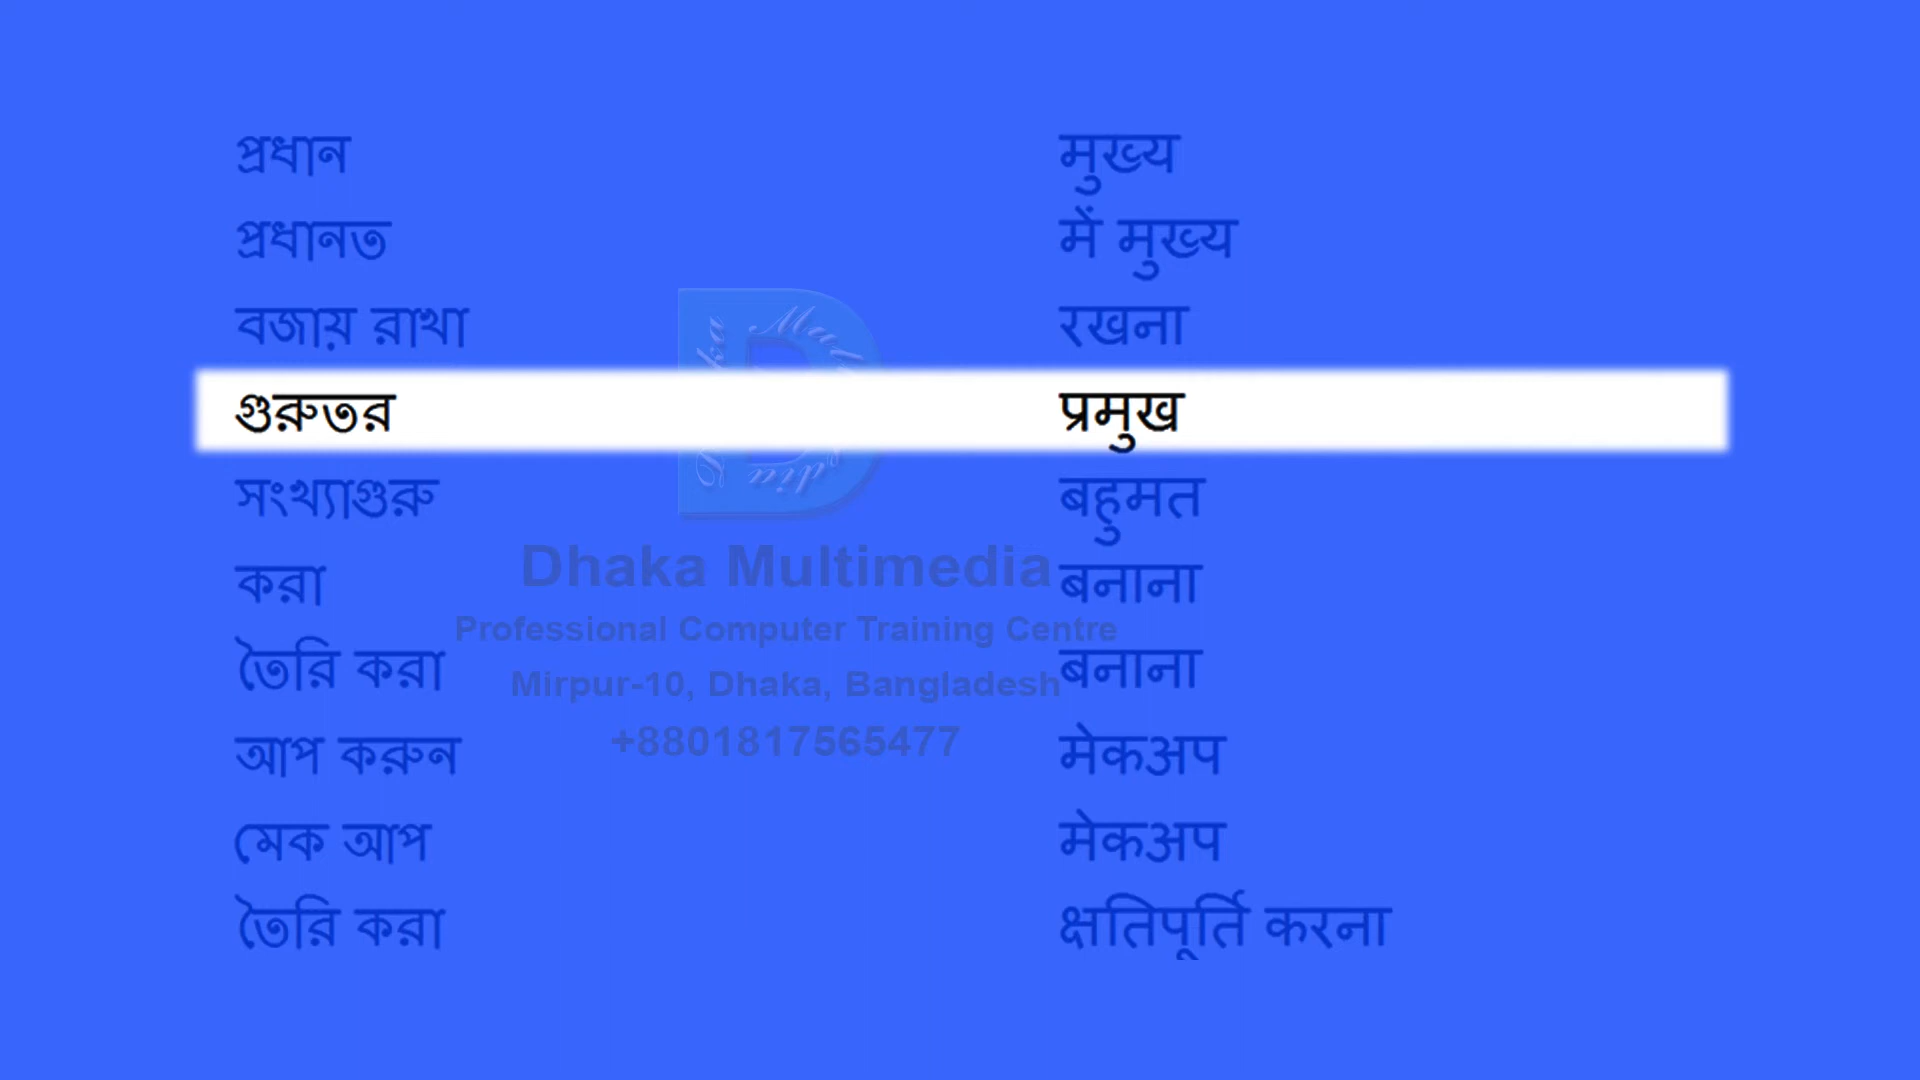 প্রধান मुख्य
প্রধানত में मुख्य
বজায় রাখা रखना
গুরুতর प्रमुख
সংখ্যাগুরু बहुमत
Dhaka Multimedia
করা बनाना
Professional Computer Training Centre
তৈরি করা बनाना
Mirpur-10, Dhaka, Bangladesh
আপ করুন मेकअप
+8801817565477
মেক আপ मेकअप
তৈরি করা क्षतिपूर्ति करना